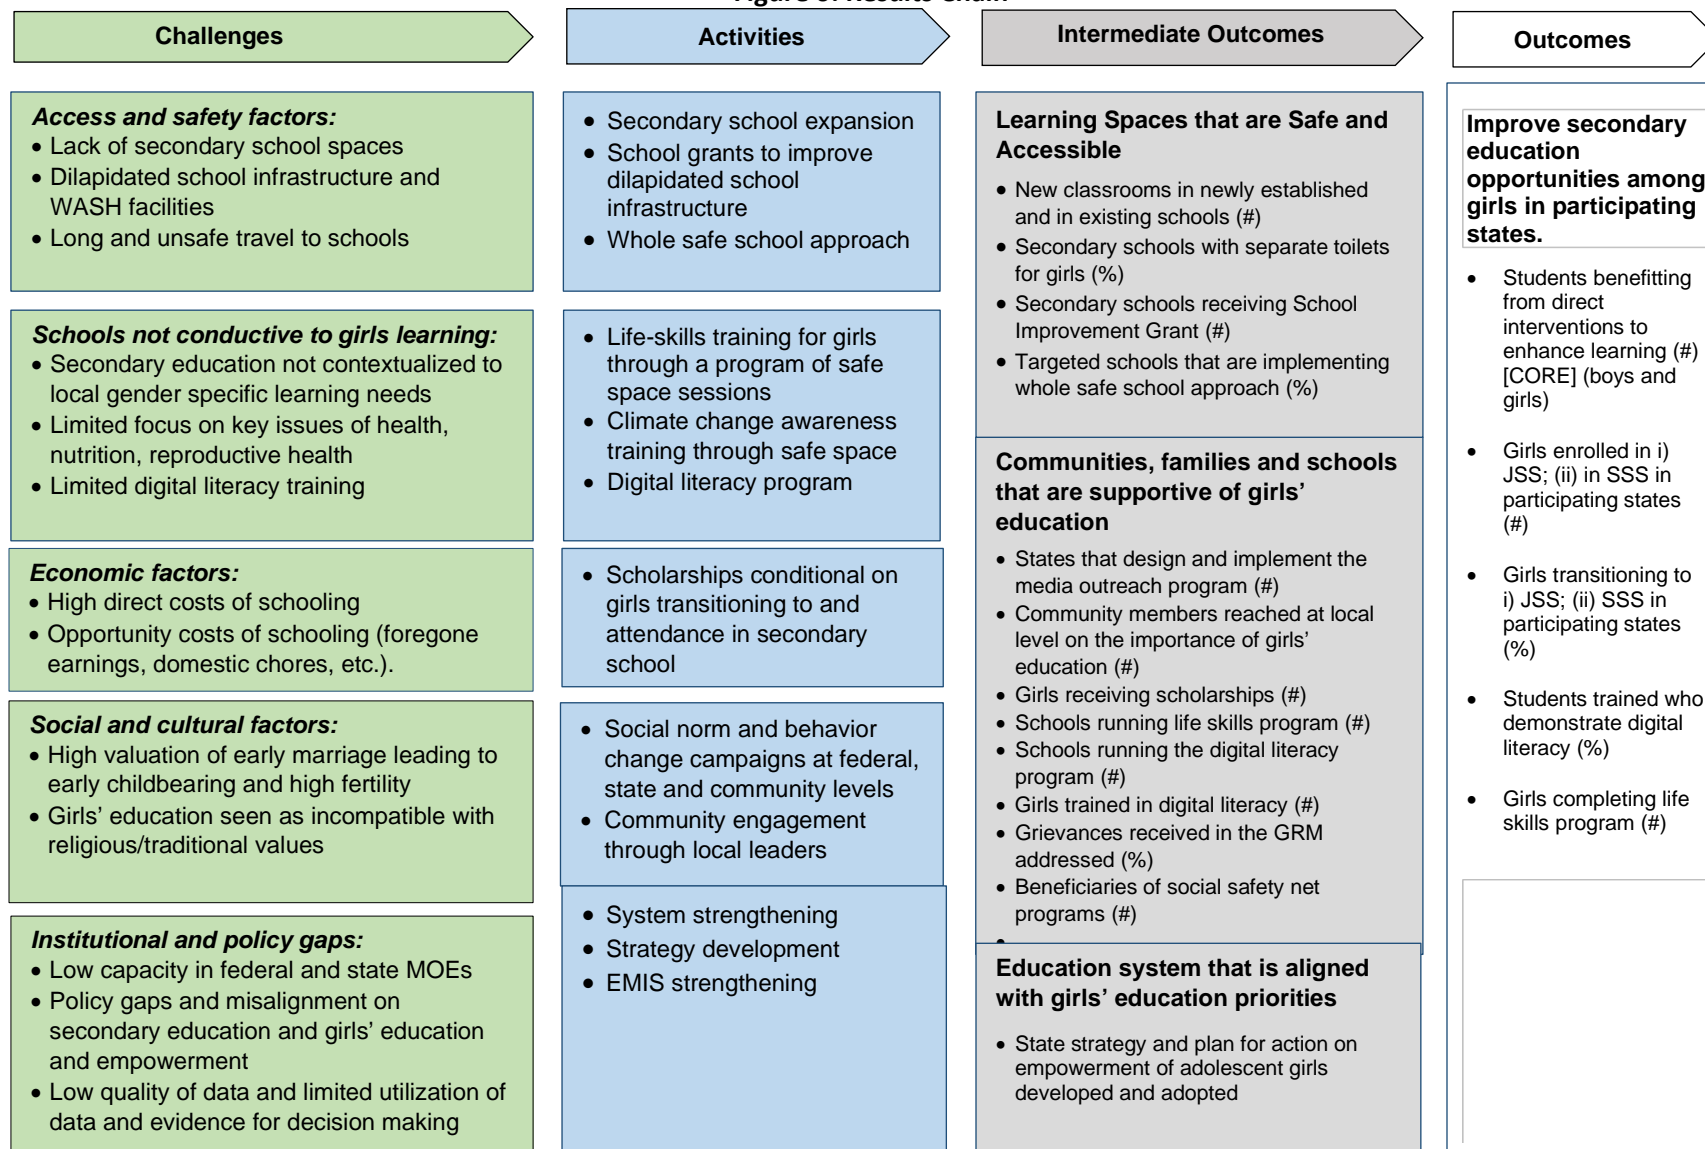 Challenges
Activities
Intermediate Outcomes
Outcomes
Access and safety factors:
• Lack of secondary school spaces
• Dilapidated school infrastructure and
WASH facilities
• Long and unsafe travel to schools
Schools not conductive to girls learning:
• Secondary education not contextualized to
local gender specific learning needs
• Limited focus on key issues of health,
nutrition, reproductive health
• Limited digital literacy training
Economic factors:
• High direct costs of schooling
• Opportunity costs of schooling (foregone
earnings, domestic chores, etc.).
Social and cultural factors:
• High valuation of early marriage leading to
early childbearing and high fertility
• Girls’ education seen as incompatible with
religious/traditional values
Institutional and policy gaps:
• Low capacity in federal and state MOEs
• Policy gaps and misalignment on
secondary education and girls’ education
and empowerment
• Low quality of data and limited utilization of
data and evidence for decision making
• Secondary school expansion
• School grants to improve
dilapidated school
infrastructure
• Whole safe school approach
• Life-skills training for girls
through a program of safe
space sessions
• Climate change awareness
training through safe space
• Digital literacy program
• Scholarships conditional on
girls transitioning to and
attendance in secondary
school
• Social norm and behavior
change campaigns at federal,
state and community levels
• Community engagement
through local leaders
• System strengthening
• Strategy development
• EMIS strengthening
Learning Spaces that are Safe and
Accessible
• New classrooms in newly established
and in existing schools (#)
• Secondary schools with separate toilets
for girls (%)
• Secondary schools receiving School
Improvement Grant (#)
• Targeted schools that are implementing
whole safe school approach (%)
Communities, families and schools
that are supportive of girls’
education
• States that design and implement the
media outreach program (#)
• Community members reached at local
level on the importance of girls’
education (#)
• Girls receiving scholarships (#)
• Schools running life skills program (#)
• Schools running the digital literacy
program (#)
• Girls trained in digital literacy (#)
• Grievances received in the GRM
addressed (%)
• Beneficiaries of social safety net
programs (#)
Education system that is aligned
with girls’ education priorities
• State strategy and plan for action on
empowerment of adolescent girls
developed and adopted
Improve secondary
education
opportunities among
girls in participating
states.
• Students benefitting
from direct
interventions to
enhance learning (#)
[CORE] (boys and
girls)
• Girls enrolled in i)
JSS; (ii) in SSS in
participating states
(#)
• Girls transitioning to
i) JSS; (ii) SSS in
participating states
(%)
• Students trained who
demonstrate digital
literacy (%)
• Girls completing life
skills program (#)